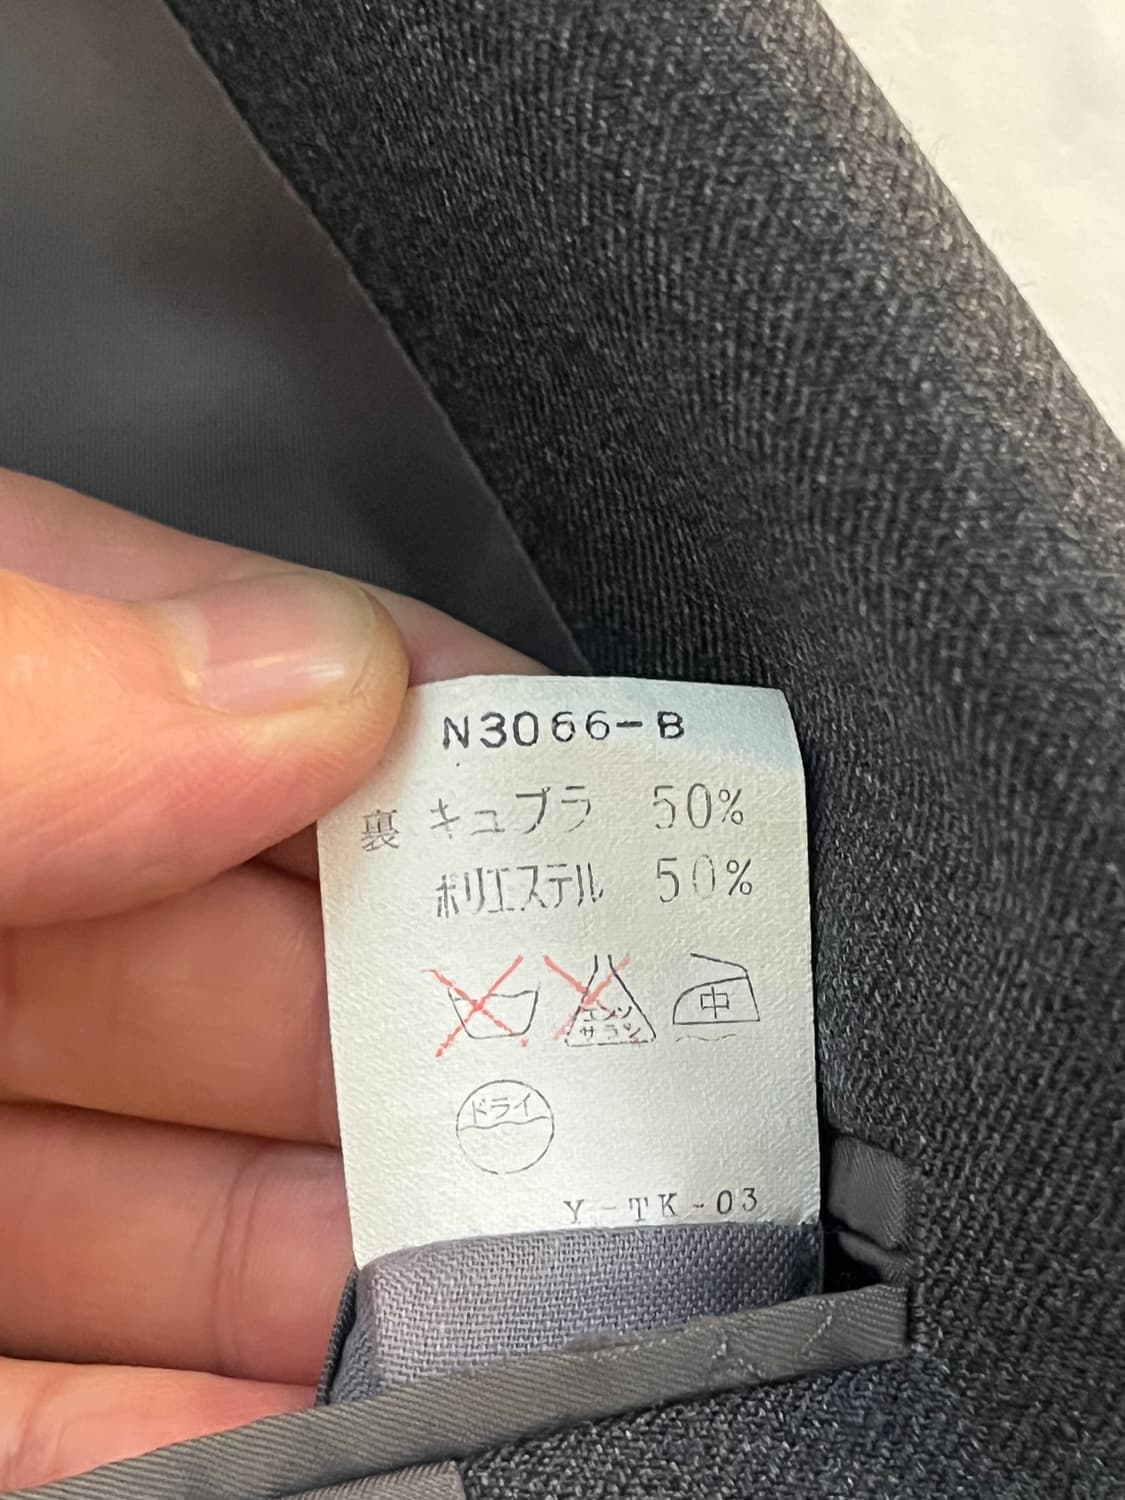 N3066-B
裏 キュプラ 50%
ポリエステル 50%
エンソ
サラシ
中
ドライ
Y-TK-03